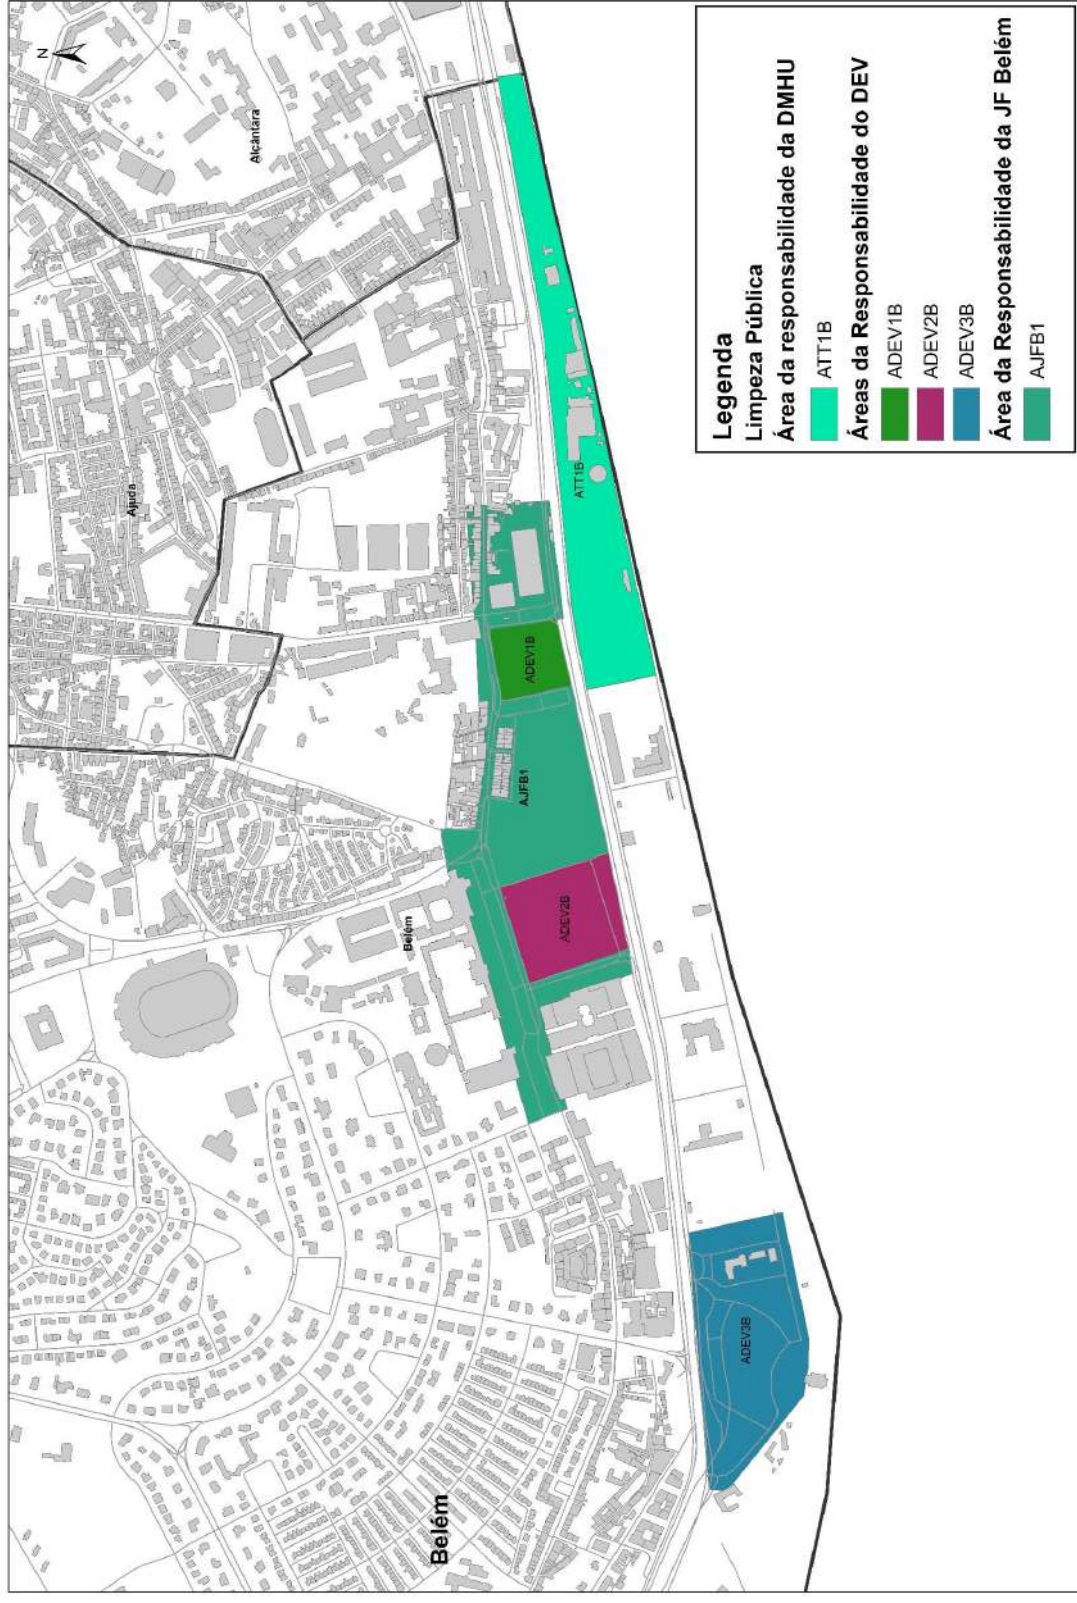 N
Alcântara
Ajuda
Belém
ATT1B
ADEV1B
AJFB1
ADEV2B
ADEV3B
Belém
Legenda
Limpeza Pública
Área da responsabilidade da DMHU
ATT1B
Áreas da Responsabilidade do DEV
ADEV1B
ADEV2B
ADEV3B
Área da Responsabilidade da JF Belém
AJFB1